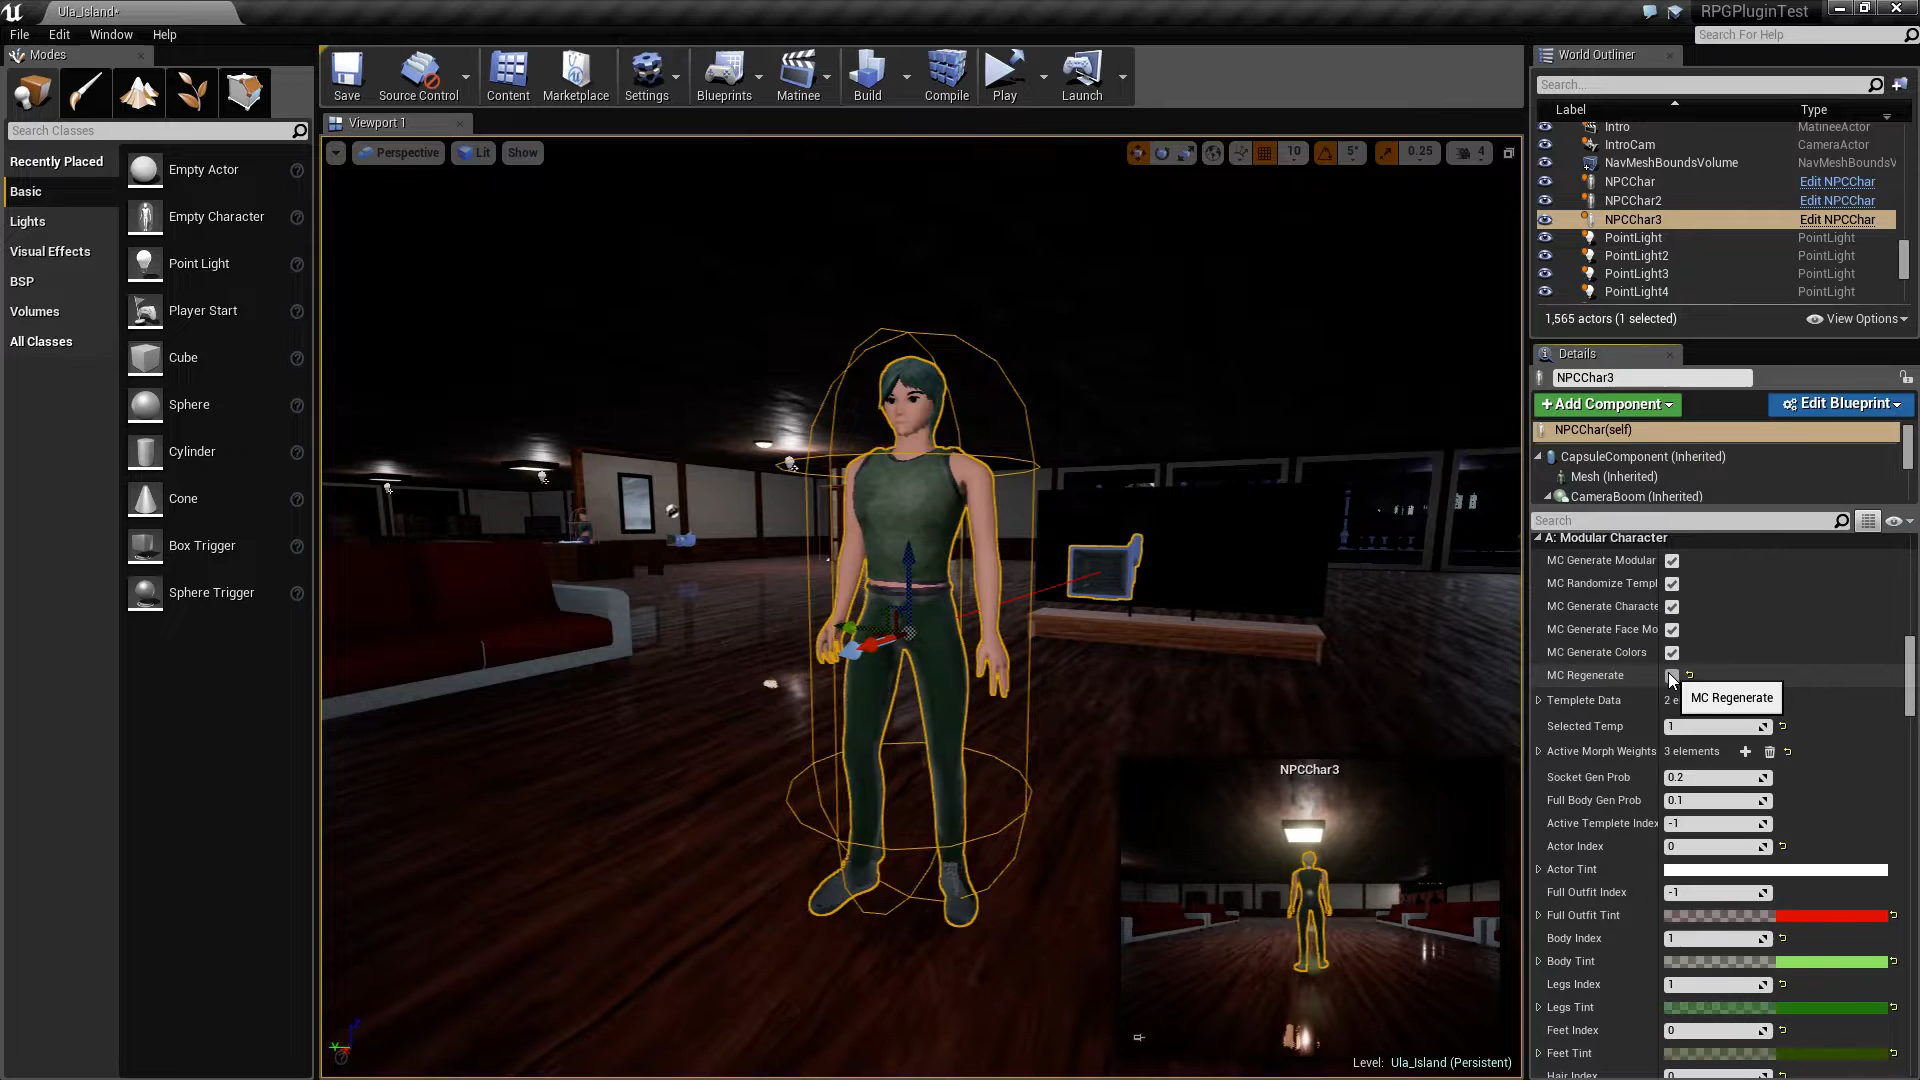 Ula_Island*
RPGPluginTest
File Edit Window Help
Search For Help
Modes
Search Classes
Recently Placed
Basic
Lights
Visual Effects
BSP
Volumes
All Classes
Empty Actor
Empty Character
Point Light
Player Start
Cube
Sphere
Cylinder
Cone
Box Trigger
Sphere Trigger
Save Source Control Content Marketplace Settings Blueprints Matinee Build Compile Play Launch
Viewport 1
Perspective Lit Show 10 5° 0.25 4
NPCChar3
Level: Ula_Island (Persistent)
World Outliner
Search...
Label Type
Intro MatineeActor
IntroCam CameraActor
NavMeshBoundsVolume NavMeshBoundsV
NPCChar Edit NPCChar
NPCChar2 Edit NPCChar
NPCChar3 Edit NPCChar
PointLight PointLight
PointLight2 PointLight
PointLight3 PointLight
PointLight4 PointLight
1,565 actors (1 selected) View Options
Details
NPCChar3
+Add Component Edit Blueprint
NPCChar(self)
CapsuleComponent (Inherited)
Mesh (Inherited)
CameraBoom (Inherited)
Search
A: Modular Character
MC Generate Modular
MC Randomize Templ
MC Generate Characte
MC Generate Face Mo
MC Generate Colors
MC Regenerate
MC Regenerate
Templete Data 2 e
Selected Temp 1
Active Morph Weights 3 elements
Socket Gen Prob 0.2
Full Body Gen Prob 0.1
Active Templete Index -1
Actor Index 0
Actor Tint
Full Outfit Index -1
Full Outfit Tint
Body Index 1
Body Tint
Legs Index 1
Legs Tint
Feet Index 0
Feet Tint
Hair Index 0